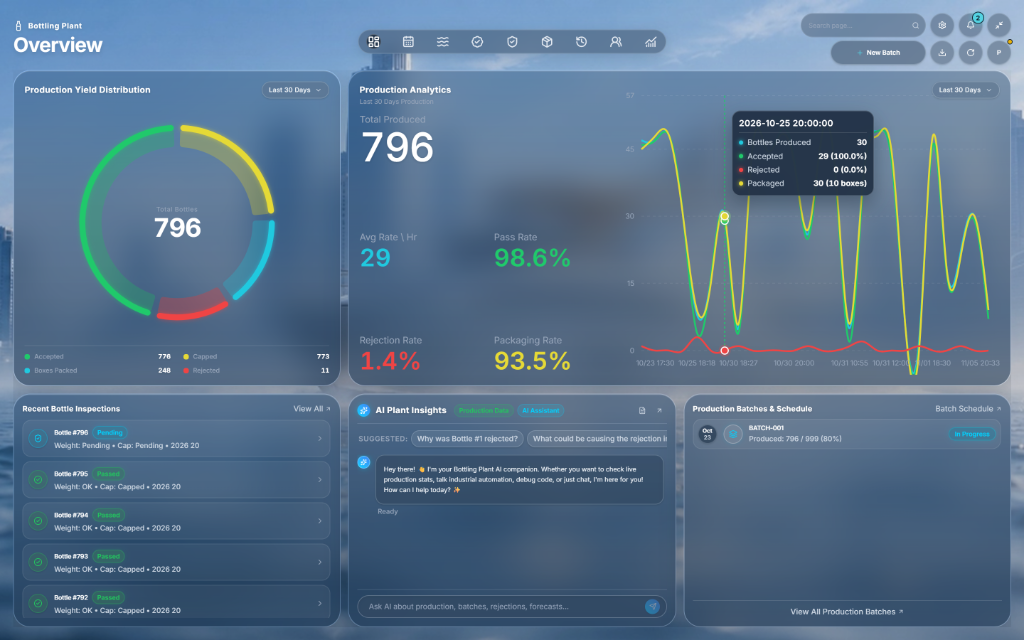 Bottling Plant
Overview
Search page...
2
+ New Batch
P
Production Yield Distribution
Last 30 Days
Total Bottles
796
Accepted 776
Capped 773
Boxes Packed 248
Rejected 11
Production Analytics
Last 30 Days Production
Last 30 Days
Total Produced
796
Avg Rate \ Hr
29
Pass Rate
98.6%
Rejection Rate
1.4%
Packaging Rate
93.5%
45
30
15
0
2026-10-25 20:00:00
Bottles Produced 30
Accepted 29 (100.0%)
Rejected 0 (0.0%)
Packaged 30 (10 boxes)
10/23 17:30 10/25 18:18 10/30 18:27 10/30 20:00 10/31 10:55 10/31 12:08 11/01 18:30 11/05 20:30
Recent Bottle Inspections
View All
Bottle #796 Pending
Weight: Pending • Cap: Pending • 2026 20
Bottle #795 Passed
Weight: OK • Cap: Capped • 2026 20
Bottle #794 Passed
Weight: OK • Cap: Capped • 2026 20
Bottle #793 Passed
Weight: OK • Cap: Capped • 2026 20
Bottle #792 Passed
Weight: OK • Cap: Capped • 2026 20
AI Plant Insights
Production Data
AI Assistant
SUGGESTED: Why was Bottle #1 rejected? What could be causing the rejection
Hey there! 👋 I'm your Bottling Plant AI companion. Whether you want to check live
production stats, talk industrial automation, debug code, or just chat, I'm here for you!
How can I help today? ✨
Ready
Ask AI about production, batches, rejections, forecasts...
Production Batches & Schedule
Batch Schedule
Oct
23
BATCH-001
Produced: 796 / 999 (80%)
In Progress
View All Production Batches